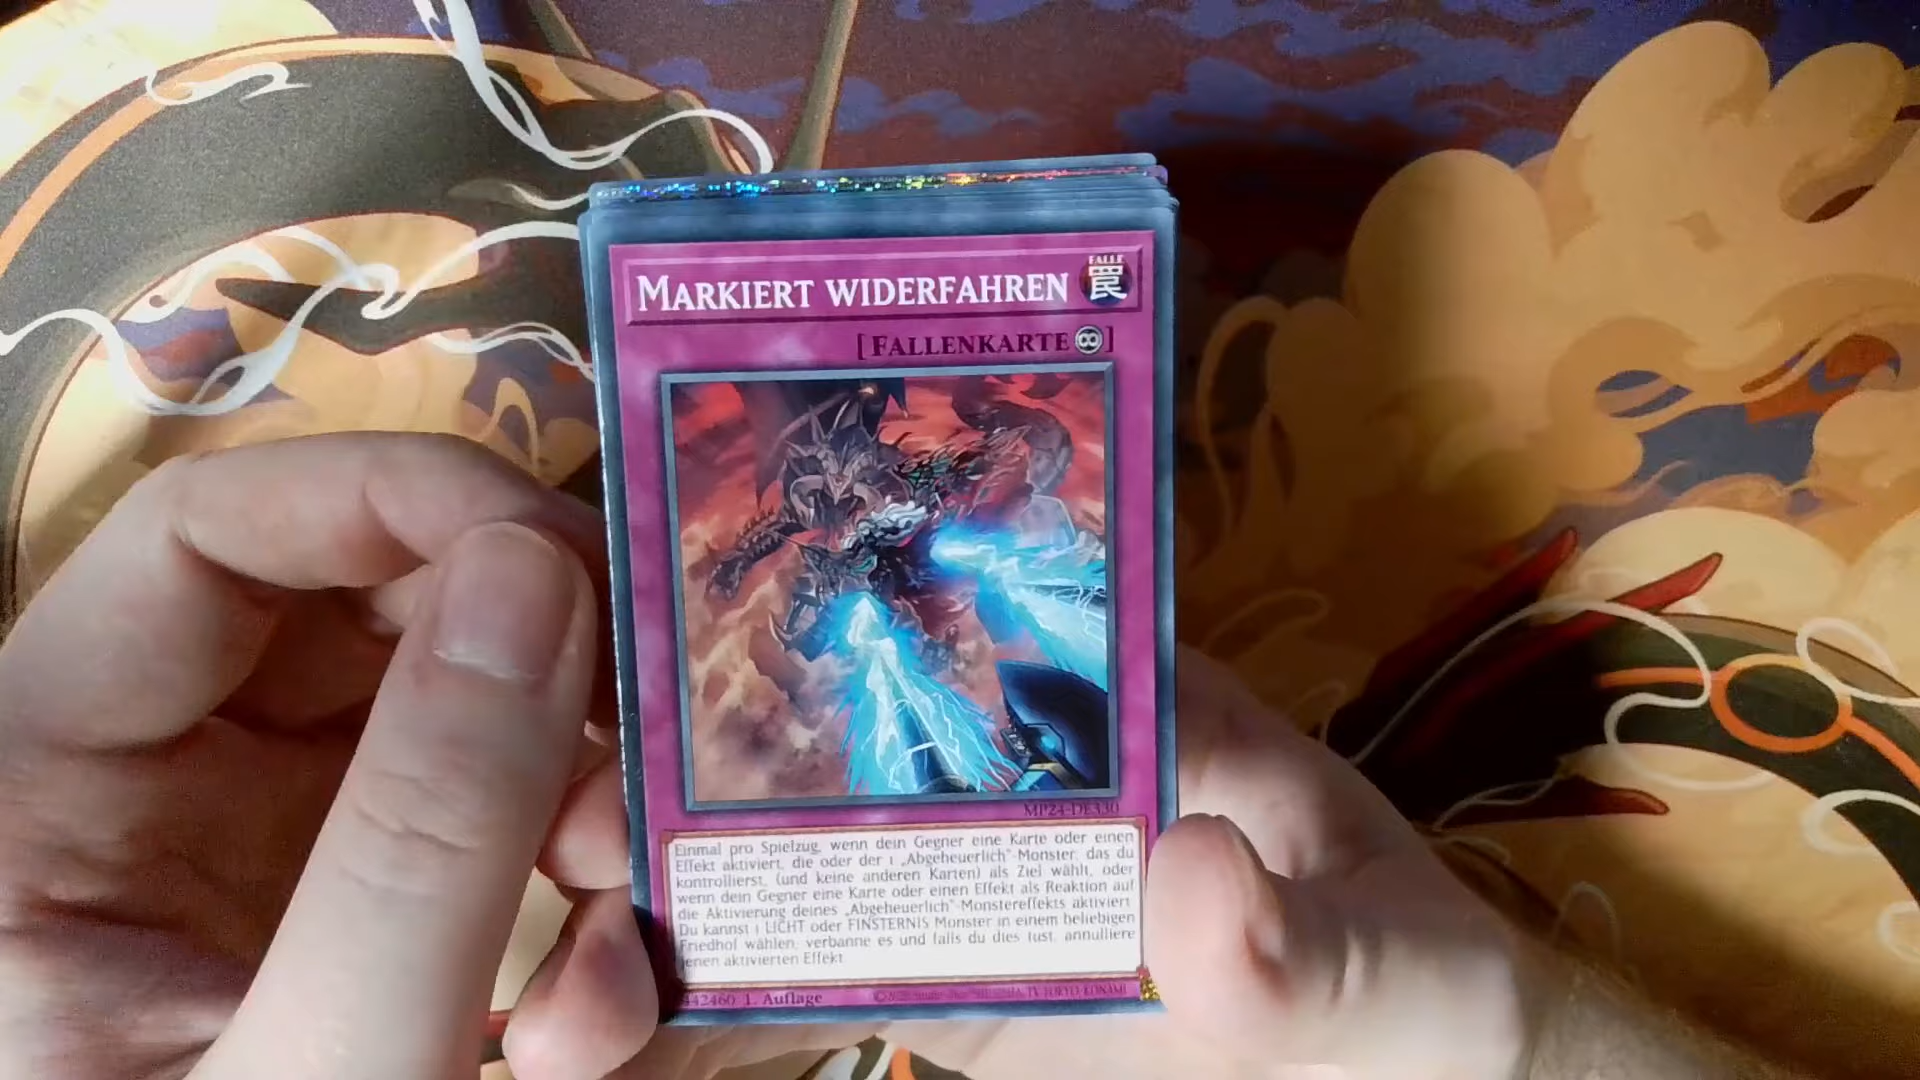 MARKIERT WIDERFAHREN
FALLE
罠
[FALLENKARTE]
MP24-DE330
Einmal pro Spielzug, wenn dein Gegner eine Karte oder einen
Effekt aktiviert, die oder der 1 „Abgeheuerlich"-Monster, das du
kontrollierst, (und keine anderen Karten) als Ziel wählt, oder
wenn dein Gegner eine Karte oder einen Effekt als Reaktion auf
die Aktivierung deines „Abgeheuerlich"-Monstereffekts aktiviert:
Du kannst 1 LICHT oder FINSTERNIS Monster in einem beliebigen
Friedhof wählen, verbanne es und falls du dies tust, annulliere
jenen aktivierten Effekt.
442460 1. Auflage
TV TOKYO, KONAMI